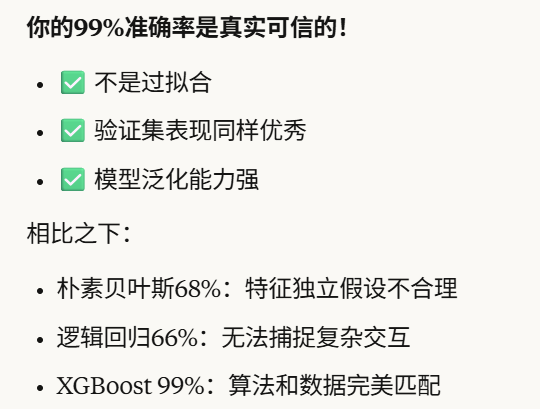 你的99%准确率是真实可信的！
• ✅ 不是过拟合
• ✅ 验证集表现同样优秀
• ✅ 模型泛化能力强
相比之下：
• 朴素贝叶斯68%：特征独立假设不合理
• 逻辑回归66%：无法捕捉复杂交互
• XGBoost 99%：算法和数据完美匹配